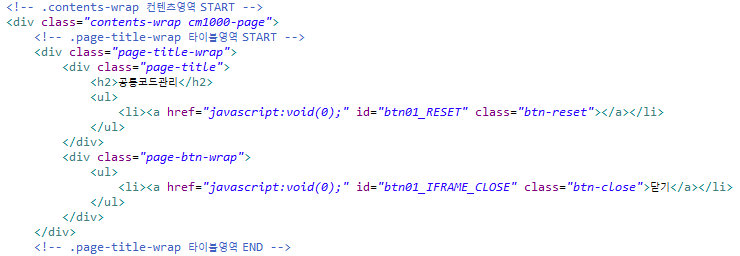 <!-- .contents-wrap 컨텐츠영역 START -->
<div class="contents-wrap cm1000-page">
    <!-- .page-title-wrap 타이틀영역 START -->
    <div class="page-title-wrap">
        <div class="page-title">
            <h2>공통코드관리</h2>
            <ul>
                <li><a href="javascript:void(0);" id="btn01_RESET" class="btn-reset"></a></li>
            </ul>
        </div>
        <div class="page-btn-wrap">
            <ul>
                <li><a href="javascript:void(0);" id="btn01_IFRAME_CLOSE" class="btn-close">닫기</a></li>
            </ul>
        </div>
    </div>
    <!-- .page-title-wrap 타이틀영역 END -->